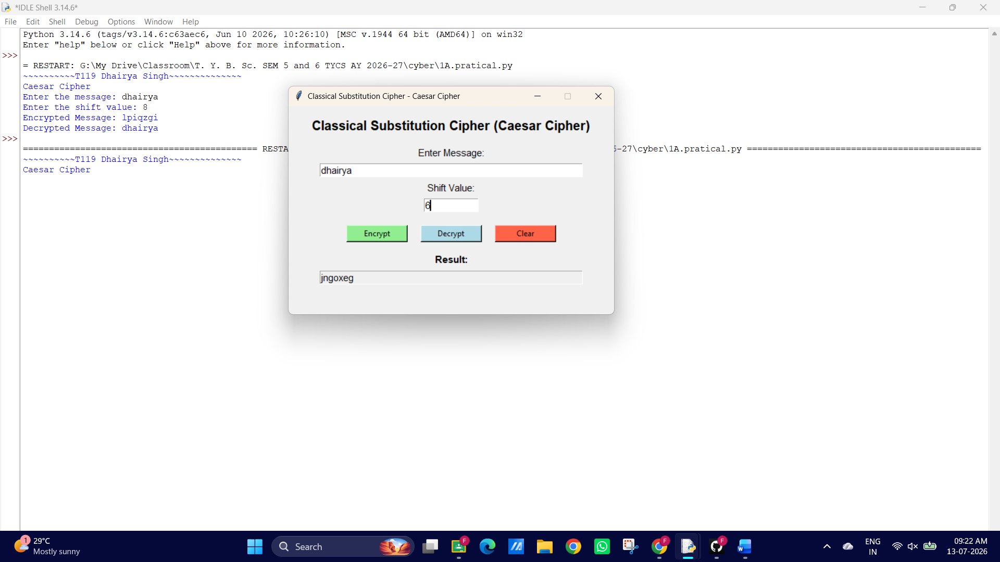 *IDLE Shell 3.14.6*
File Edit Shell Debug Options Window Help
Python 3.14.6 (tags/v3.14.6:c63aec6, Jun 10 2026, 10:26:10) [MSC v.1944 64 bit (AMD64)] on win32
Enter "help" below or click "Help" above for more information.
>>>
= RESTART: G:\My Drive\Classroom\T. Y. B. Sc. SEM 5 and 6 TYCS AY 2026-27\cyber\1A.pratical.py
~~~~~~~~~~T119 Dhairya Singh~~~~~~~~~~~~~~
Caesar Cipher
Enter the message: dhairya
Enter the shift value: 8
Encrypted Message: lpiqzgi
Decrypted Message: dhairya
>>>
============================================= RESTA
-27\cyber\1A.pratical.py =============================================
~~~~~~~~~~T119 Dhairya Singh~~~~~~~~~~~~~~
Caesar Cipher
Classical Substitution Cipher - Caesar Cipher
Classical Substitution Cipher (Caesar Cipher)
Enter Message:
dhairya
Shift Value:
6
Encrypt Decrypt Clear
Result:
jngoxeg
1
29°C
Mostly sunny
Search
F
F
F
W
ENG
IN
09:22 AM
13-07-2026